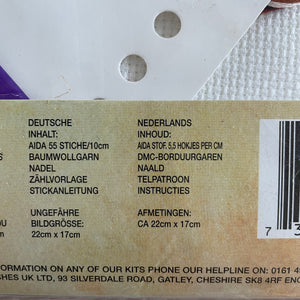 DEUTSCHE
INHALT:
AIDA 55 STICHE/10cm
BAUMWOLLGARN
NADEL
ZÄHLVORLAGE
STICKANLEITUNG
UNGEFÄHRE
BILDGRÖSSE:
22cm x 17cm
NEDERLANDS
INHOUD:
AIDA STOF. 5,5 HOKJES PER CM
DMC-BORDUURGAREN
NAALD
TELPATROON
INSTRUCTIES
AFMETINGEN:
CA 22cm x 17cm
7
ON ANY OF OUR KITS PHONE OUR HELPLINE ON: 0161 4
UK LTD, 93 SILVERDALE ROAD, GATLEY, CHESHIRE SK8 4RF